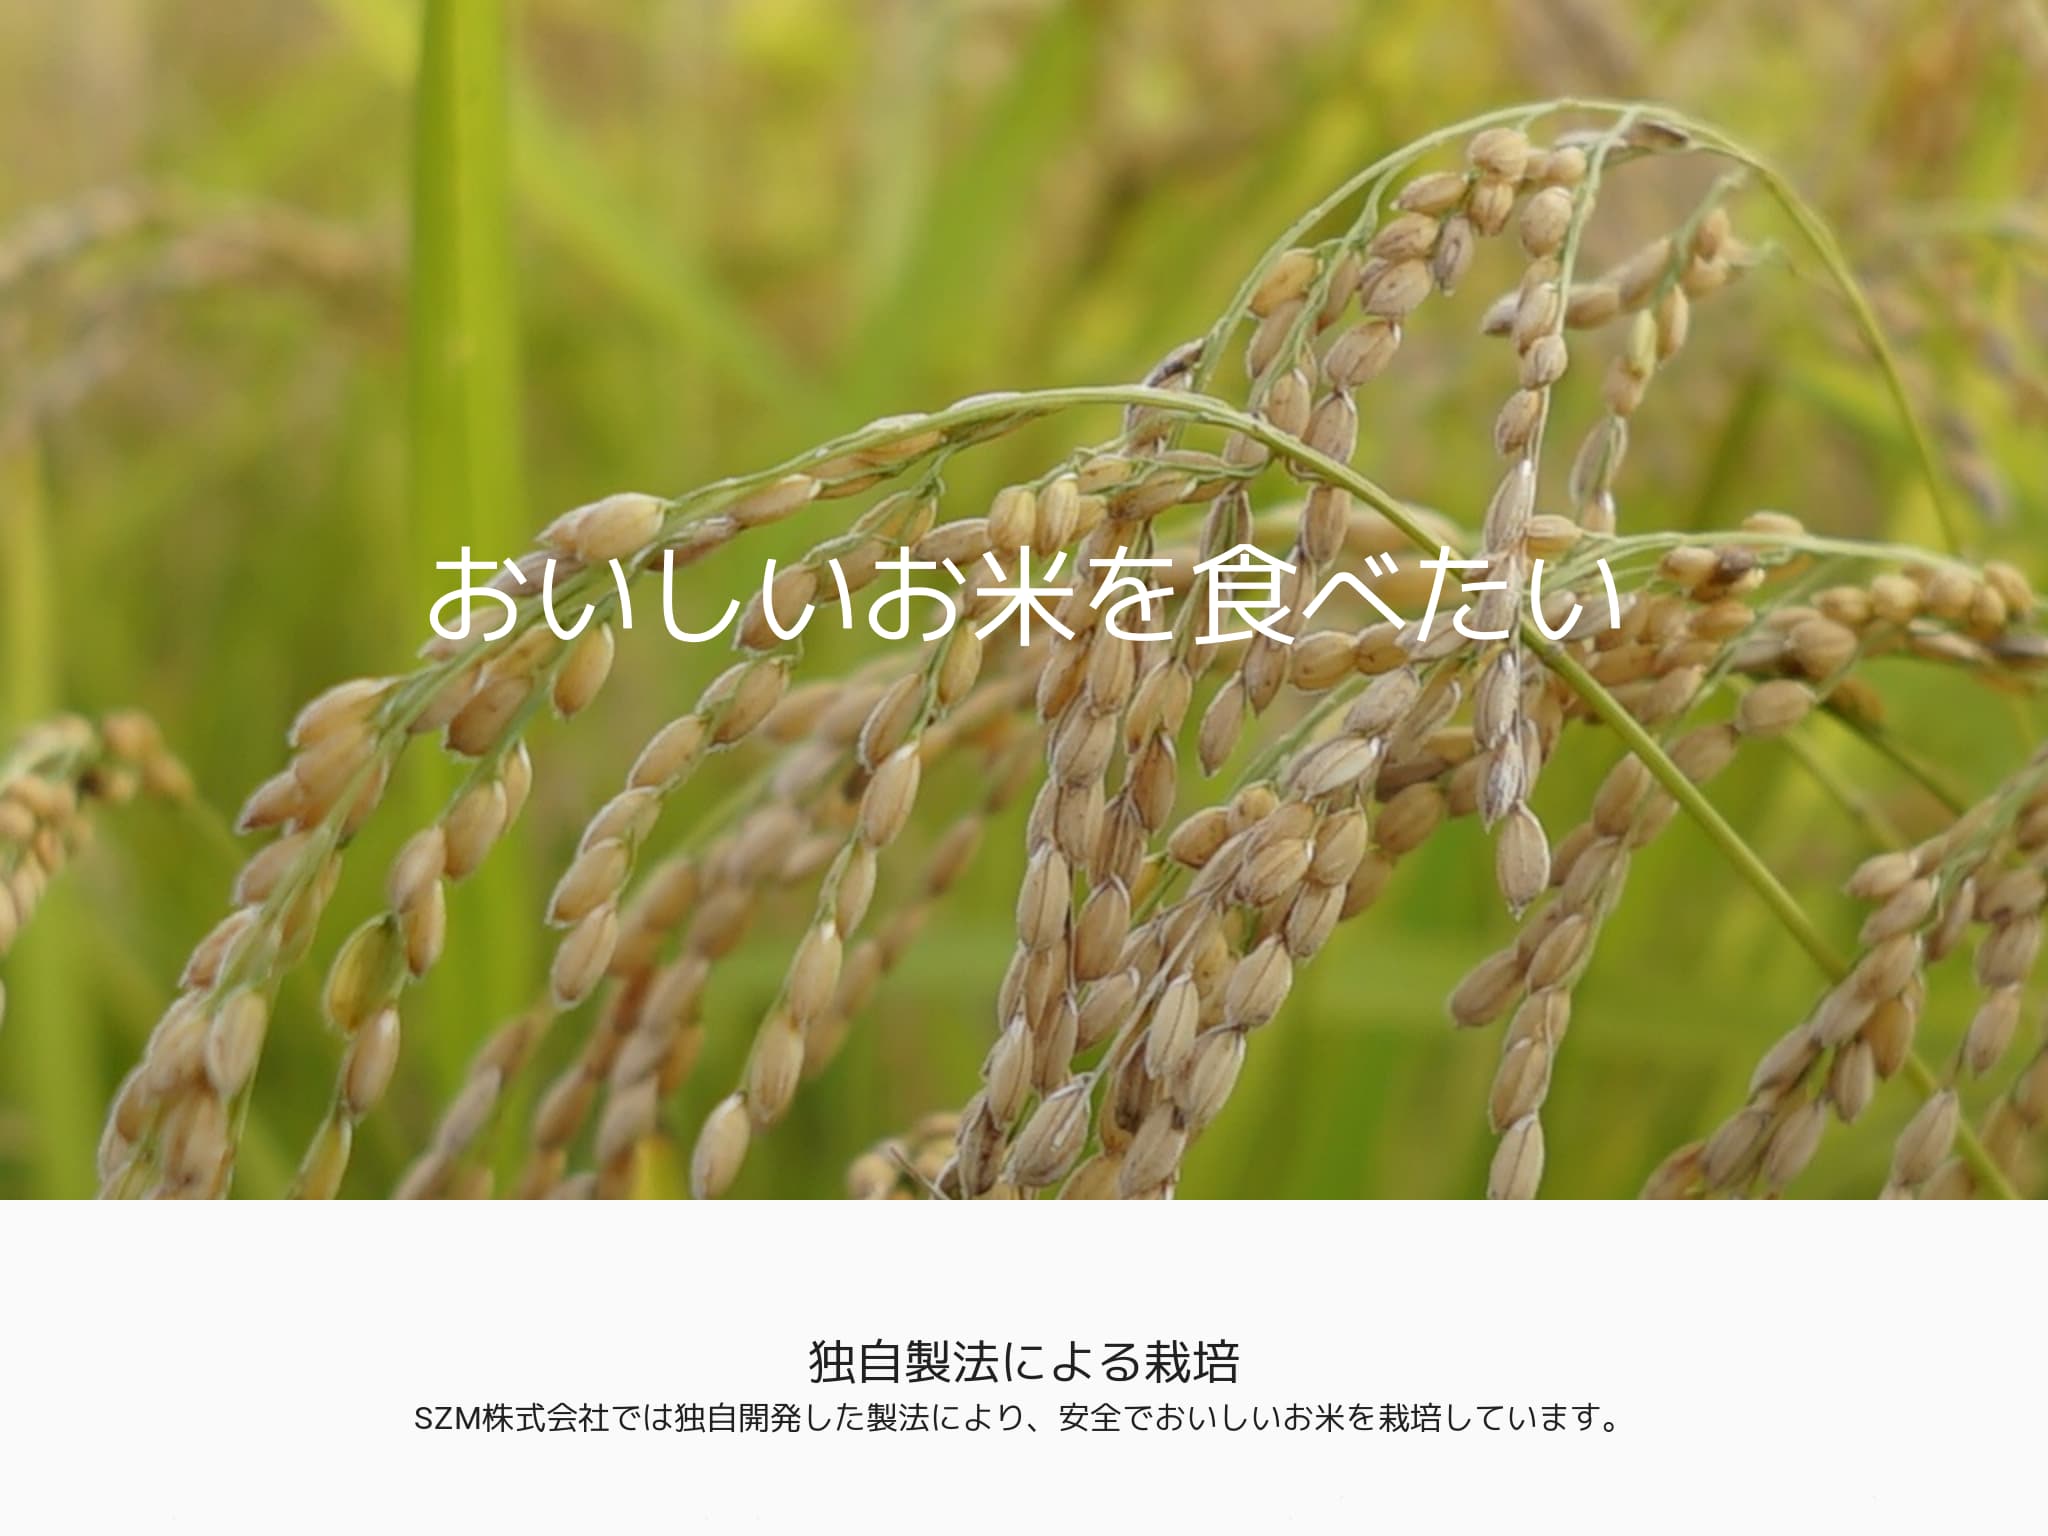 おいしいお米を食べたい
独自製法による栽培
SZM株式会社では独自開発した製法により、安全でおいしいお米を栽培しています。